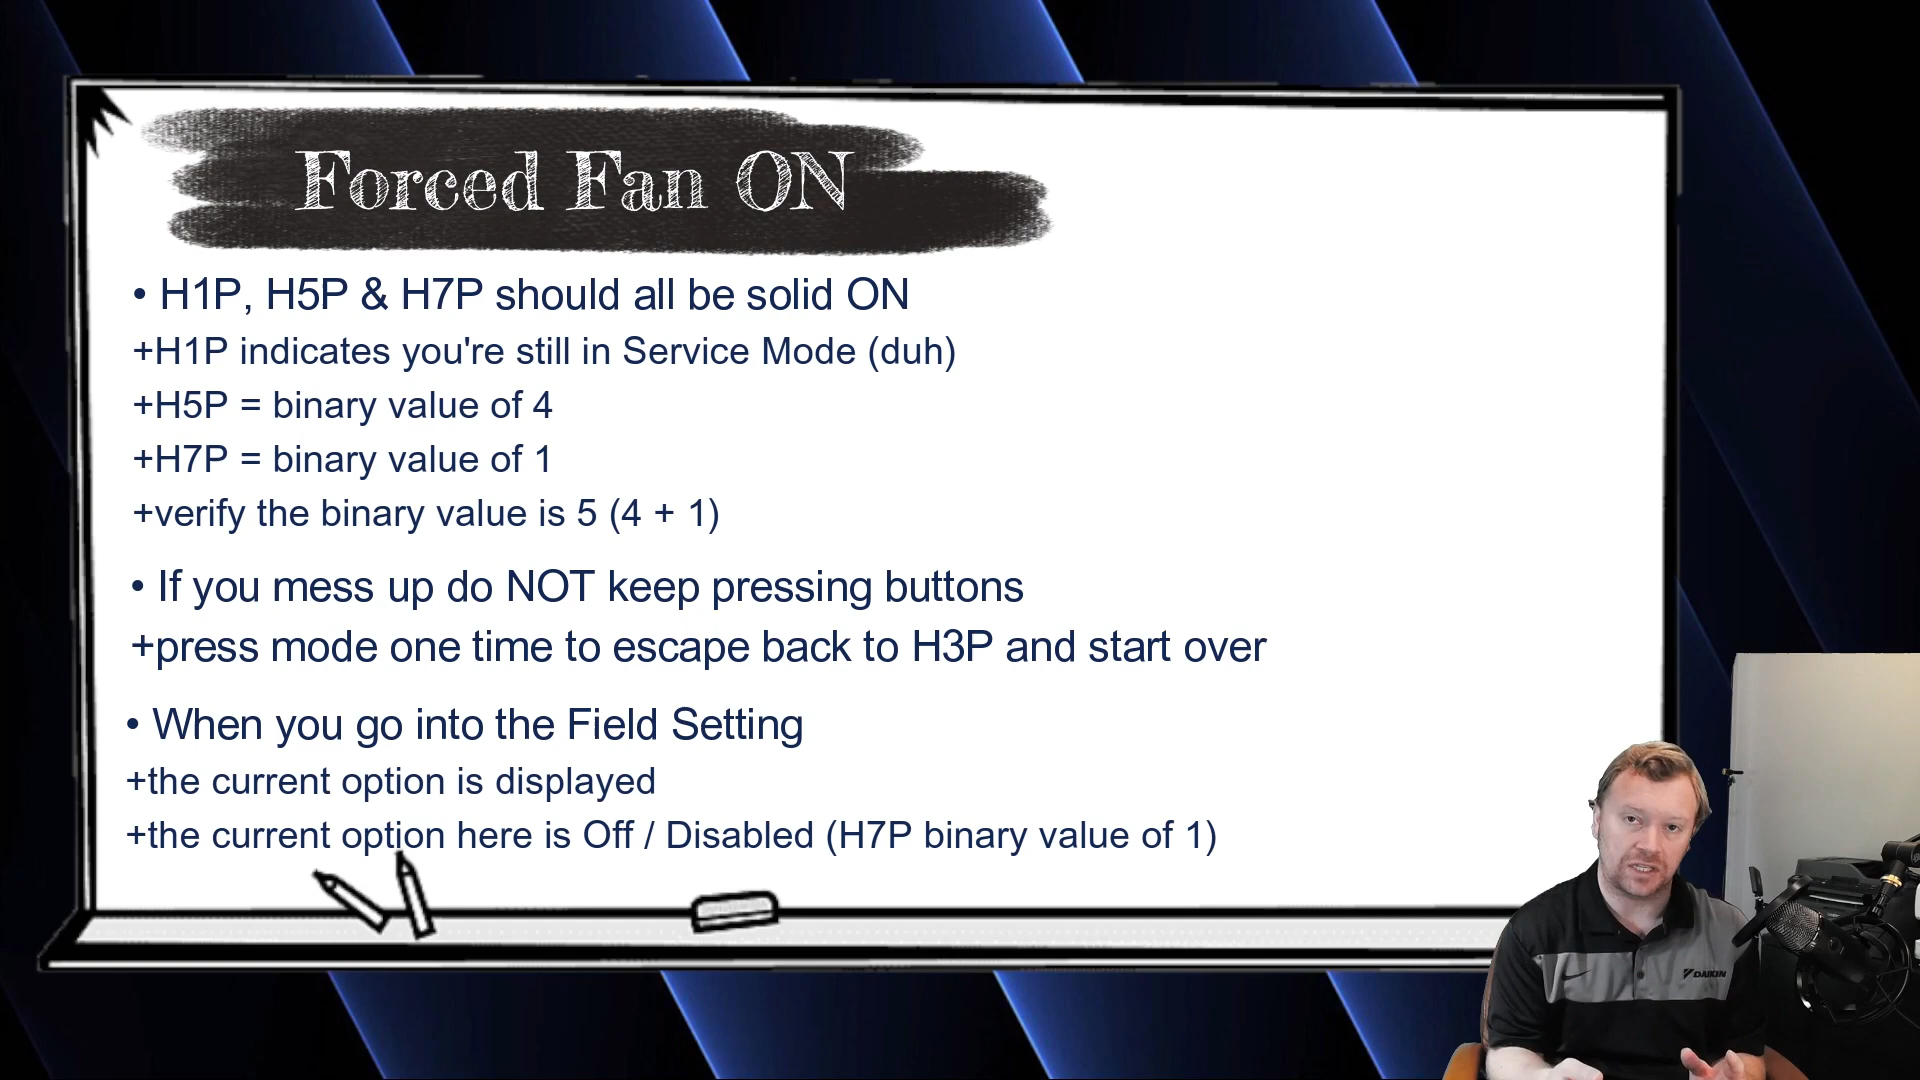 Forced Fan ON
• H1P, H5P & H7P should all be solid ON
+H1P indicates you're still in Service Mode (duh)
+H5P = binary value of 4
+H7P = binary value of 1
+verify the binary value is 5 (4 + 1)
• If you mess up do NOT keep pressing buttons
+press mode one time to escape back to H3P and start over
• When you go into the Field Setting
+the current option is displayed
+the current option here is Off / Disabled (H7P binary value of 1)
DAIKIN